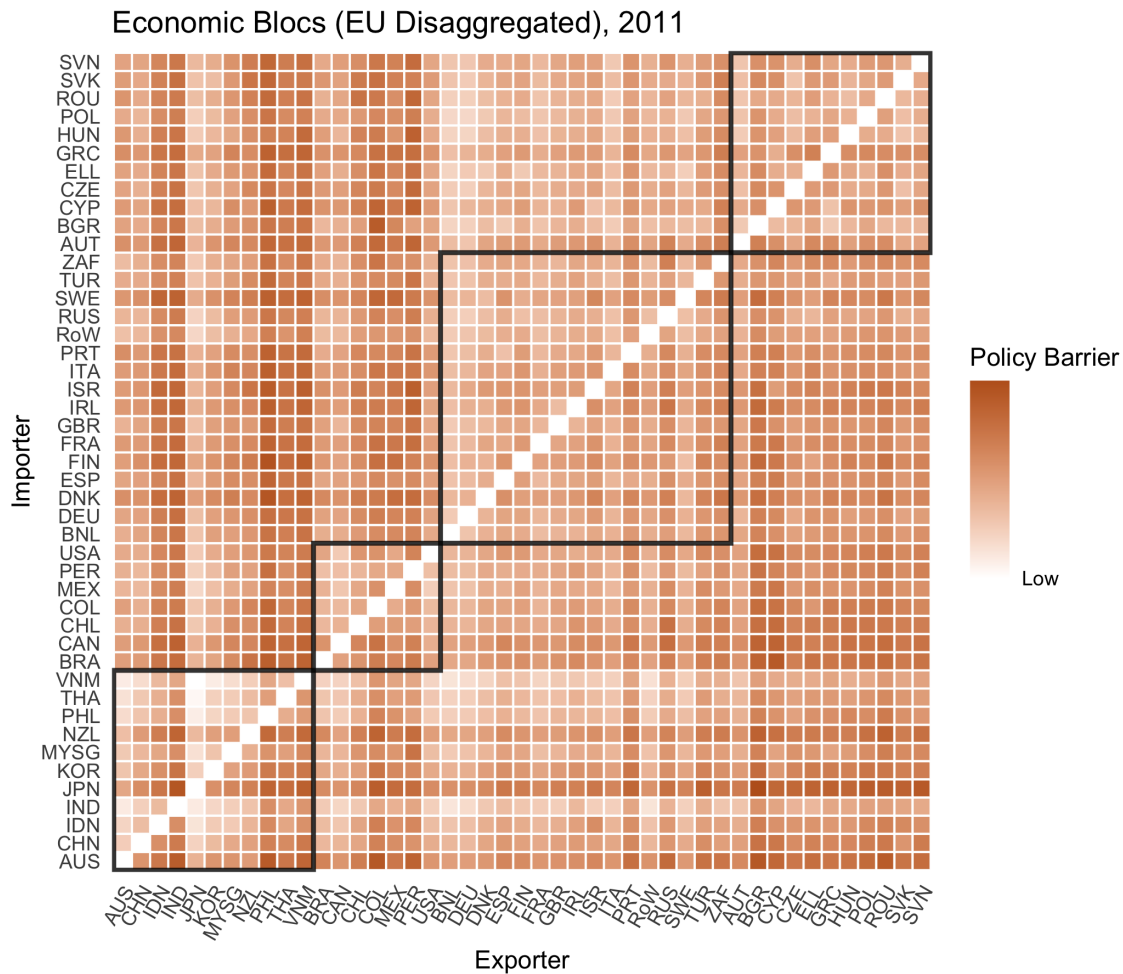 Economic Blocs (EU Disaggregated), 2011
SVN
SVK
ROU
POL
HUN
GRC
ELL
CZE
CYP
BGR
AUT
ZAF
TUR
SWE
RUS
RoW
PRT
ITA
ISR
IRL
GBR
FRA
FIN
ESP
DNK
DEU
BNL
USA
PER
MEX
COL
CHL
CAN
BRA
VNM
THA
PHL
NZL
MYSG
KOR
JPN
IND
IDN
CHN
AUS
Importer
AUS
CHN
IDN
IND
JPN
KOR
MYSG
NZL
PHL
THA
VNM
BRA
CAN
CHL
COL
MEX
PER
USA
BNL
DEU
DNK
ESP
FIN
FRA
GBR
IRL
ISR
ITA
PRT
RoW
RUS
SWE
TUR
ZAF
AUT
BGR
CYP
CZE
ELL
GRC
HUN
POL
ROU
SVK
SVN
Exporter
Policy Barrier
Low